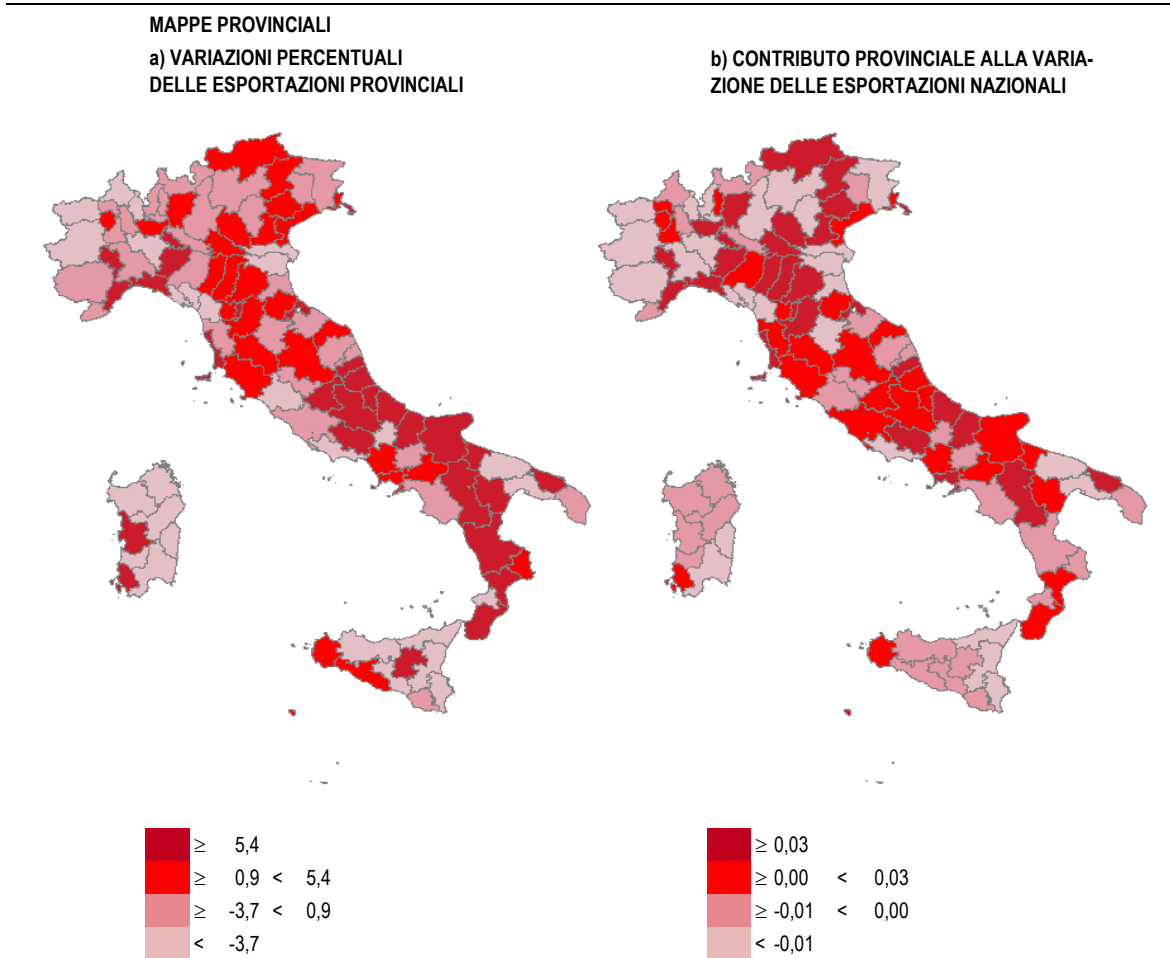 MAPPE PROVINCIALI
a) VARIAZIONI PERCENTUALI
DELLE ESPORTAZIONI PROVINCIALI
b) CONTRIBUTO PROVINCIALE ALLA VARIA-
ZIONE DELLE ESPORTAZIONI NAZIONALI
≥ 5,4
≥ 0,9 < 5,4
≥ -3,7 < 0,9
< -3,7
≥ 0,03
≥ 0,00 < 0,03
≥ -0,01 < 0,00
< -0,01